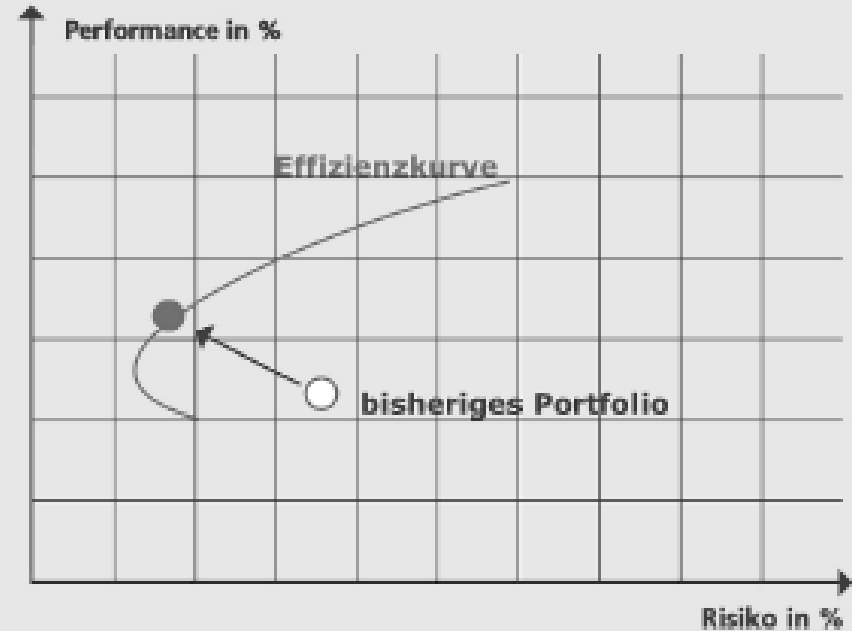 Performance in %
Effizienzkurve
bisheriges Portfolio
Risiko in %